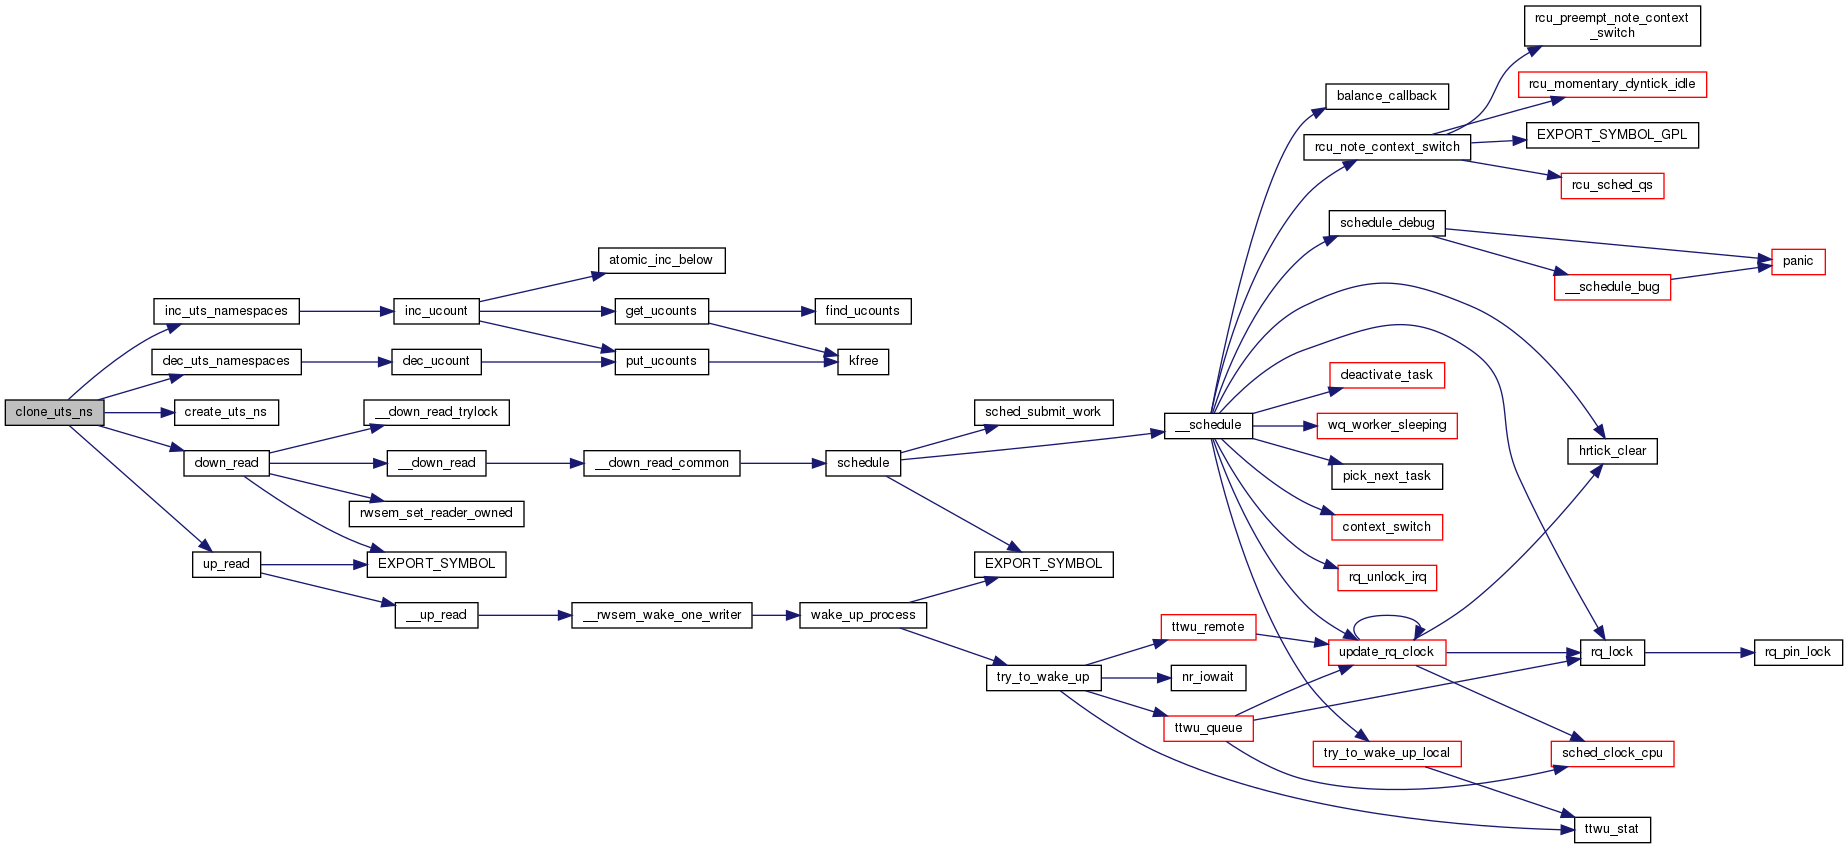 rcu_preempt_note_context
_switch
rcu_momentary_dyntick_idle
balance_callback
EXPORT_SYMBOL_GPL
rcu_note_context_switch
rcu_sched_qs
schedule_debug
atomic_inc_below
panic
__schedule_bug
inc_uts_namespaces
inc_ucount
get_ucounts
find_ucounts
dec_uts_namespaces
dec_ucount
put_ucounts
kfree
deactivate_task
clone_uts_ns
create_uts_ns
__down_read_trylock
sched_submit_work
__schedule
wq_worker_sleeping
hrtick_clear
down_read
__down_read
__down_read_common
schedule
pick_next_task
rwsem_set_reader_owned
context_switch
up_read
EXPORT_SYMBOL
EXPORT_SYMBOL
rq_unlock_irq
__up_read
__rwsem_wake_one_writer
wake_up_process
ttwu_remote
update_rq_clock
rq_lock
rq_pin_lock
try_to_wake_up
nr_iowait
ttwu_queue
try_to_wake_up_local
sched_clock_cpu
ttwu_stat